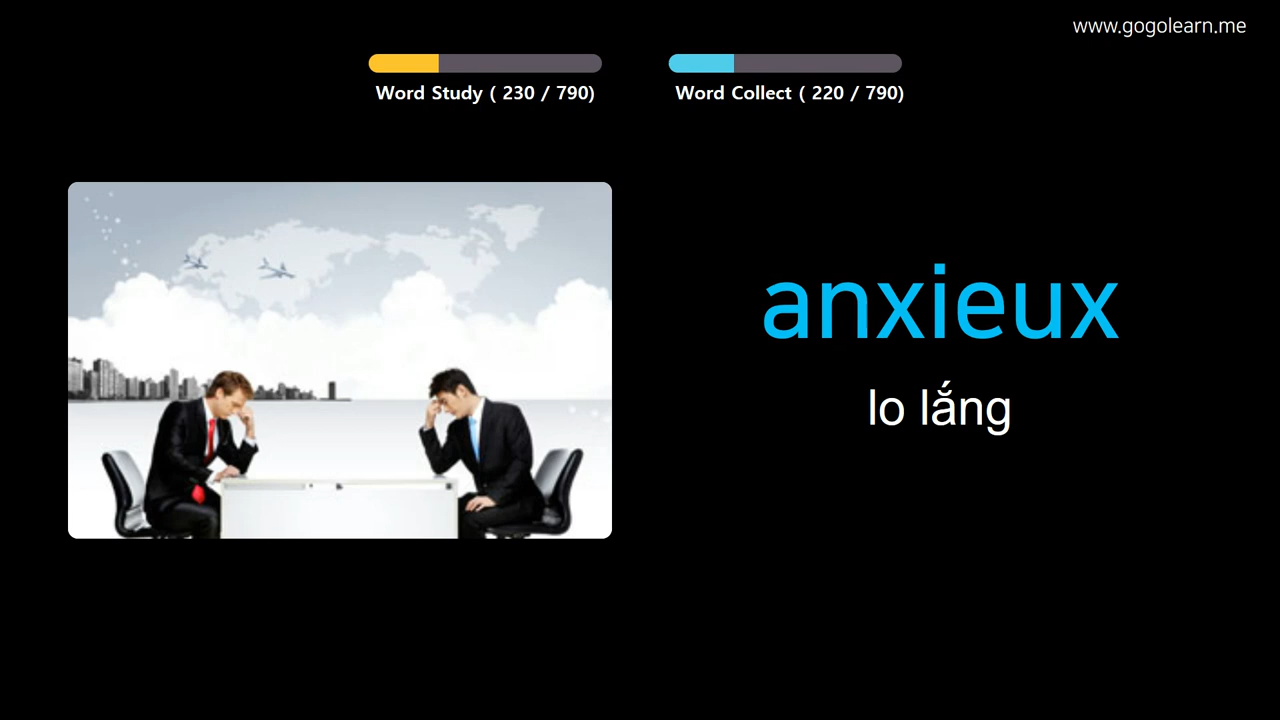 www.gogolearn.me
Word Study ( 230 / 790)
Word Collect ( 220 / 790)
anxieux
lo lắng